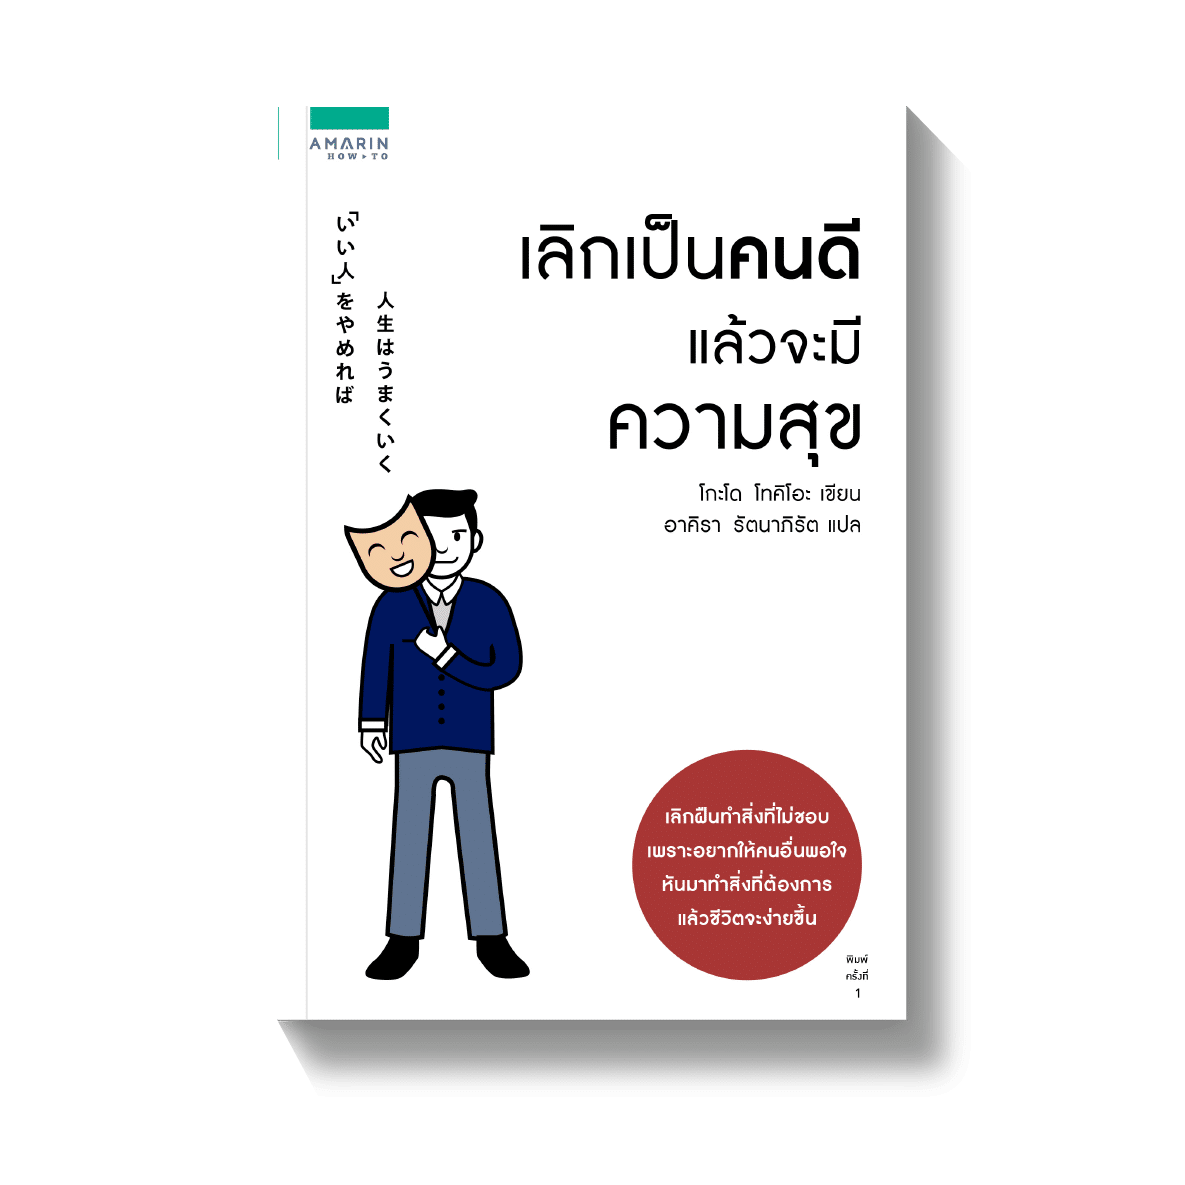 AMARIN
HOW TO
「いい人」をやめれば
人生はうまくいく
เลิกเป็นคนดี
แล้วจะมี
ความสุข
โกะโด โทคิโอะ เขียน
อาคิรา รัตนาภิรัต แปล
เลิกฝืนทำสิ่งที่ไม่ชอบ
เพราะอยากให้คนอื่นพอใจ
หันมาทำสิ่งที่ต้องการ
แล้วชีวิตจะง่ายขึ้น
พิมพ์
ครั้งที่
1